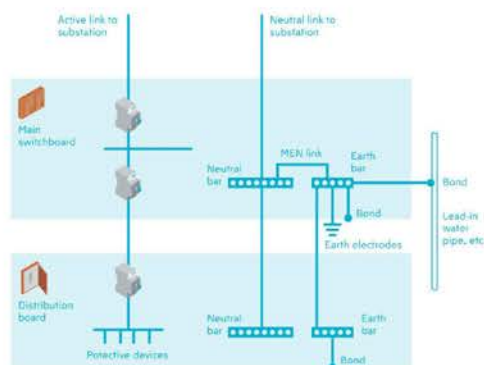 Active link to
substation
Neutral link to
substation
Main
switchboard
Neutral
bar
MEN link
Earth
bar
Bond
Bond
Earth electrodes
Lead-in
water
pipe, etc
Distribution
board
Neutral
bar
Earth
bar
Protective devices
Bond